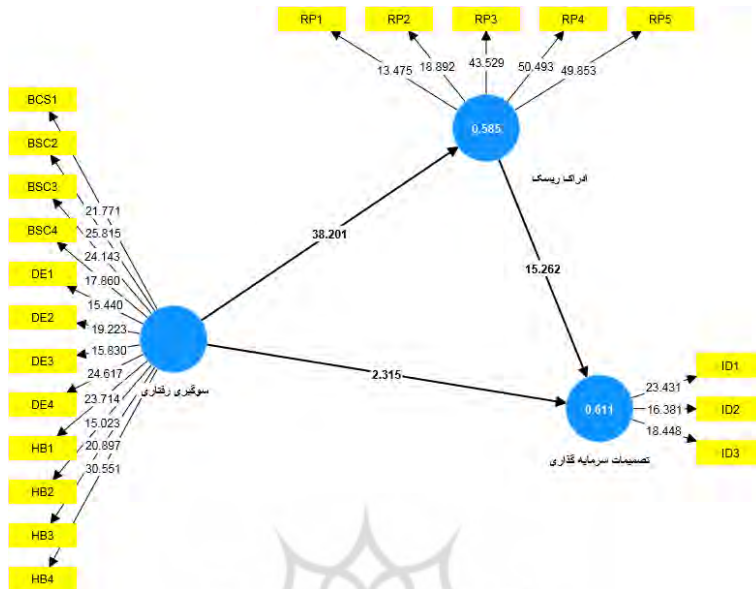 RP1
RP2
RP3
RP4
RP5
13.475
18.892
43.529
50.493
49.853
0.585
ادراک ریسک
BCS1
BSC2
BSC3
BSC4
DE1
DE2
DE3
DE4
HB1
HB2
HB3
HB4
21.771
25.815
24.143
17.860
15.440
19.223
15.830
24.617
23.714
15.023
20.897
30.551
سوگیری رفتاری
38.201
15.262
2.315
0.611
تصمیمات سرمایه گذاری
23.431
16.381
18.448
ID1
ID2
ID3